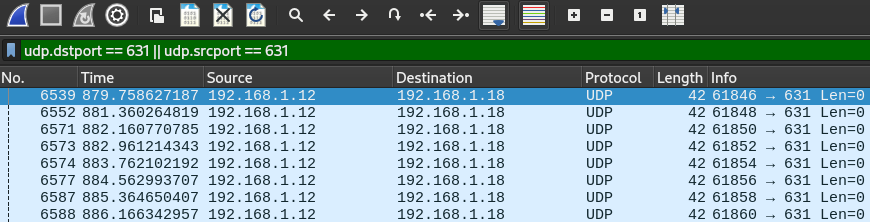 udp.dstport == 631 || udp.srcport == 631
No. Time Source Destination Protocol Length Info
6539 879.758627187 192.168.1.12 192.168.1.18 UDP 42 61846 → 631 Len=0
6552 881.360264819 192.168.1.12 192.168.1.18 UDP 42 61848 → 631 Len=0
6571 882.160770785 192.168.1.12 192.168.1.18 UDP 42 61850 → 631 Len=0
6573 882.961214343 192.168.1.12 192.168.1.18 UDP 42 61852 → 631 Len=0
6574 883.762102192 192.168.1.12 192.168.1.18 UDP 42 61854 → 631 Len=0
6577 884.562993707 192.168.1.12 192.168.1.18 UDP 42 61856 → 631 Len=0
6587 885.364650407 192.168.1.12 192.168.1.18 UDP 42 61858 → 631 Len=0
6588 886.166342957 192.168.1.12 192.168.1.18 UDP 42 61860 → 631 Len=0